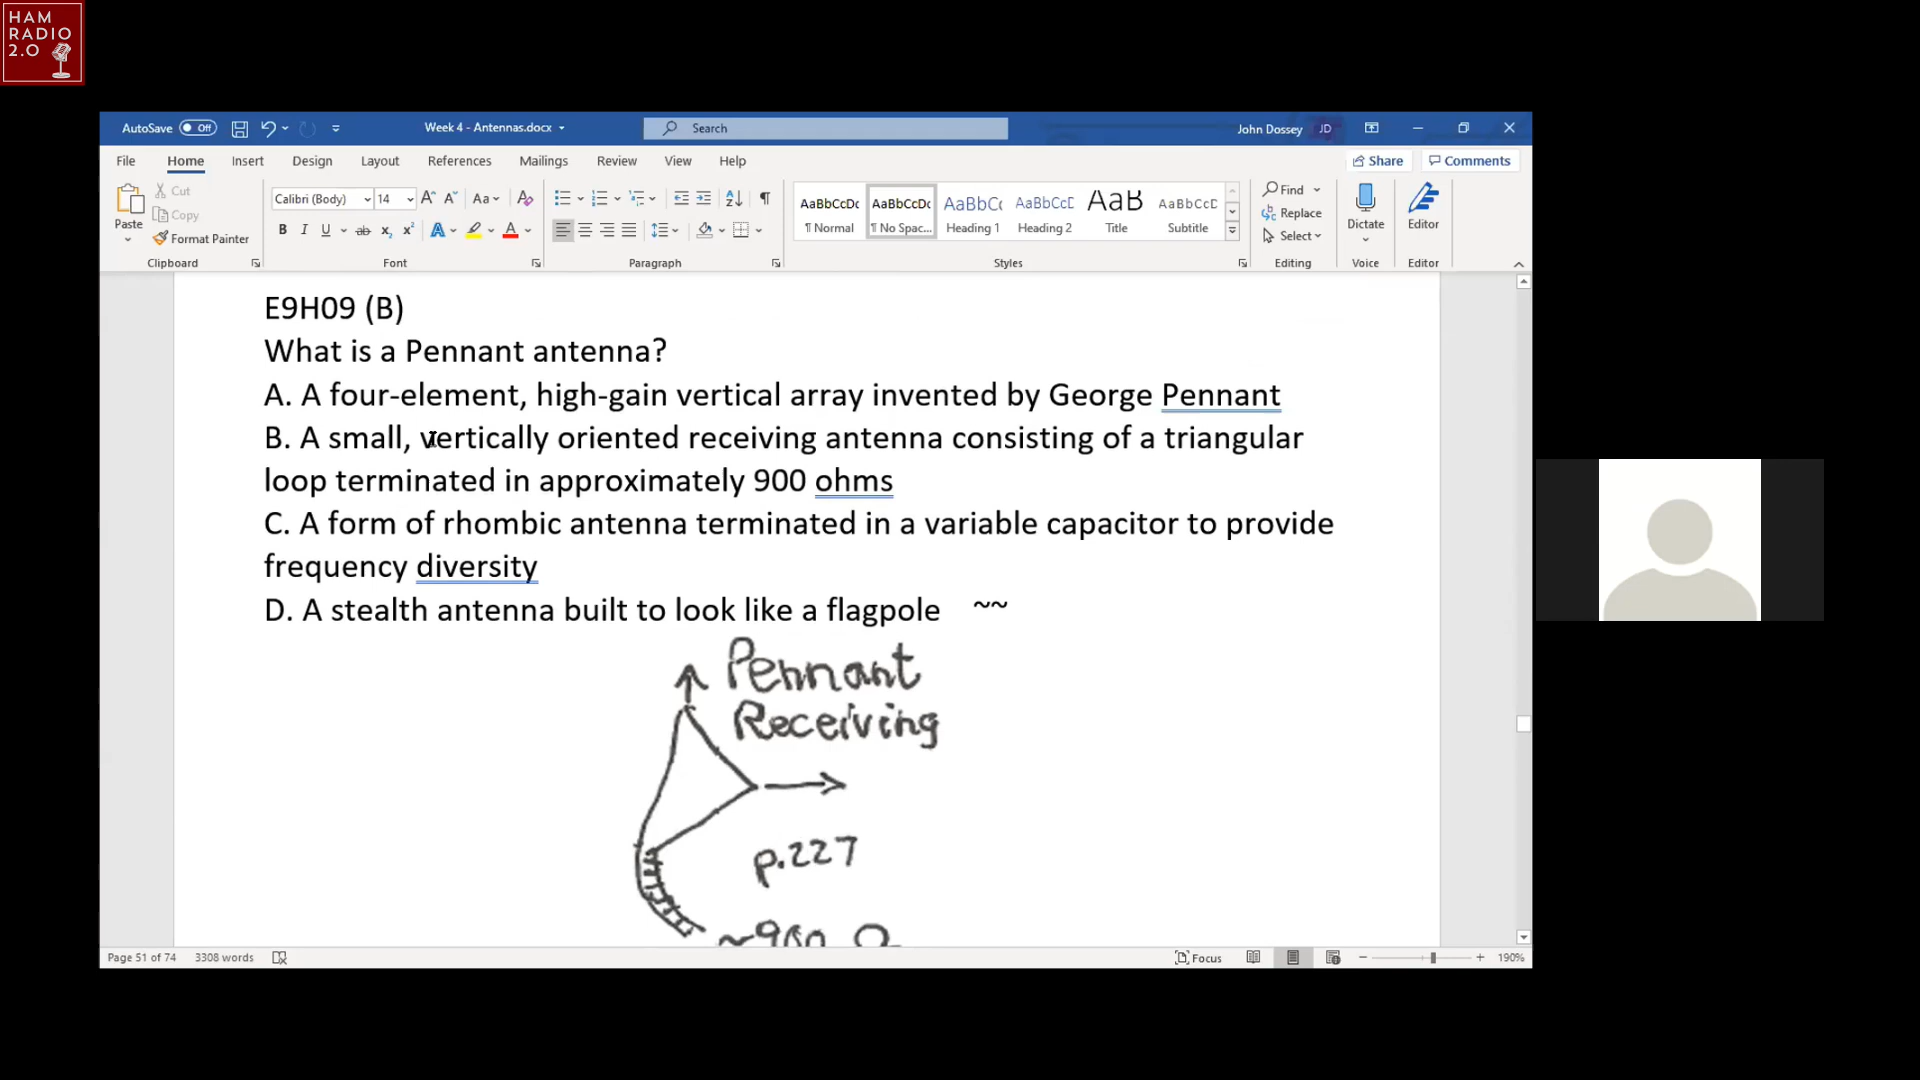 HAM
RADIO
2.0
AutoSave Off Week 4 - Antennas.docx Search John Dossey JD
File Home Insert Design Layout References Mailings Review View Help Share Comments
Cut
Copy
Paste
Format Painter
Calibri (Body) 14
AaBbCcDc AaBbCcDc AaBbCc AaBbCcE AaB AaBbCcD
¶ Normal ¶ No Spac... Heading 1 Heading 2 Title Subtitle
Find
Replace
Select
Dictate
Editor
Clipboard Font Paragraph Styles Editing Voice Editor
E9H09 (B)
What is a Pennant antenna?
A. A four-element, high-gain vertical array invented by George Pennant
B. A small, vertically oriented receiving antenna consisting of a triangular
loop terminated in approximately 900 ohms
C. A form of rhombic antenna terminated in a variable capacitor to provide
frequency diversity
D. A stealth antenna built to look like a flagpole ~~
Pennant
Receiving
p.227
~900 Ω
Page 51 of 74 3308 words Focus 190%